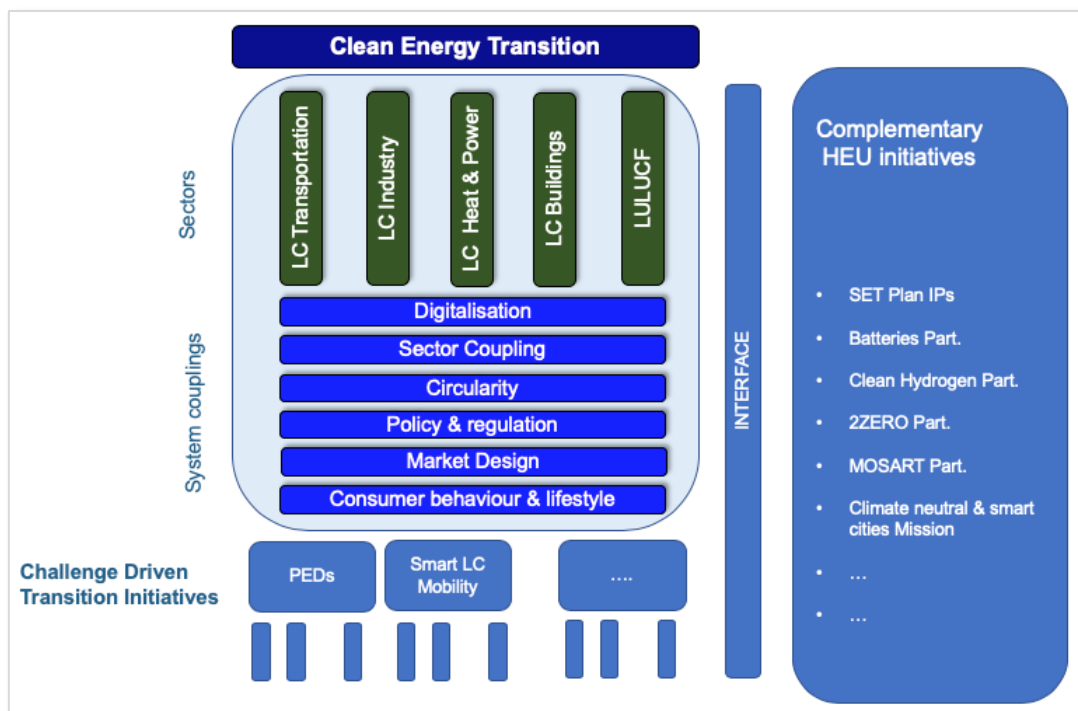 Clean Energy Transition
Sectors
LC Transportation
LC Industry
LC Heat & Power
LC Buildings
LULUCF
System couplings
Digitalisation
Sector Coupling
Circularity
Policy & regulation
Market Design
Consumer behaviour & lifestyle
Challenge Driven
Transition Initiatives
PEDs
Smart LC
Mobility
....
INTERFACE
Complementary
HEU initiatives
• SET Plan IPs
• Batteries Part.
• Clean Hydrogen Part.
• 2ZERO Part.
• MOSART Part.
• Climate neutral & smart
cities Mission
• ...
• ...